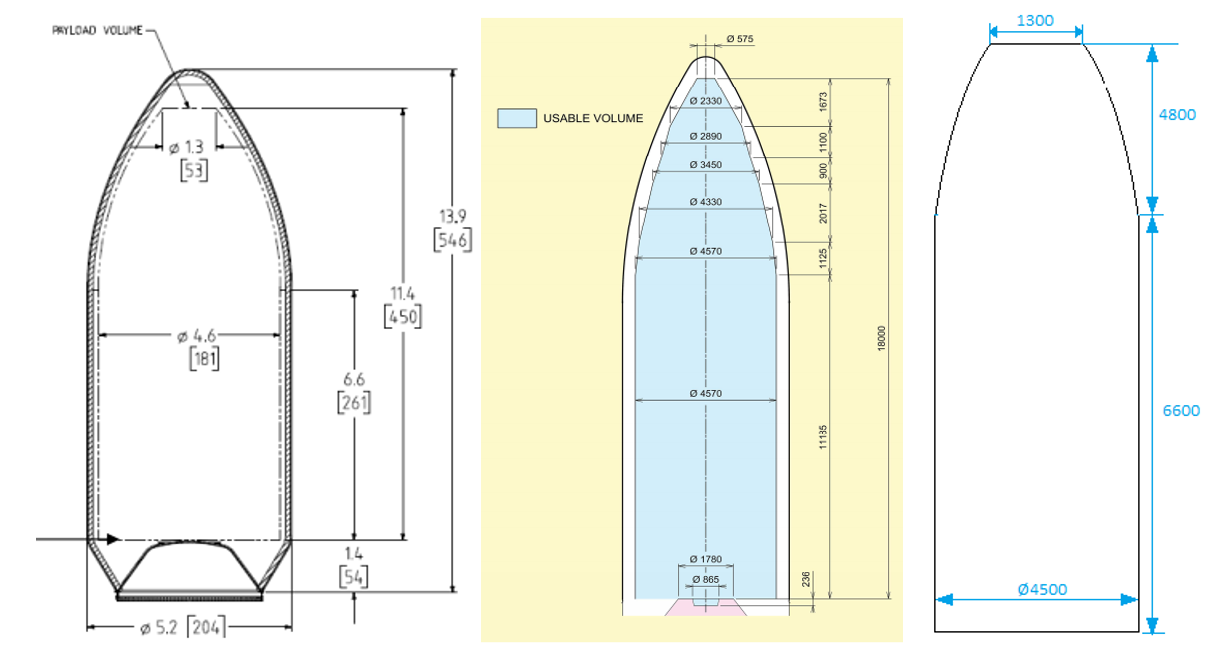 PAYLOAD VOLUME
ø 1.3
[53]
13.9
[546]
11.4
[450]
ø 4.6
[181]
6.6
[261]
1.4
[54]
ø 5.2 [204]
Ø 575
USABLE VOLUME
Ø 2330
1673
Ø 2890
1100
Ø 3450
900
Ø 4330
2017
Ø 4570
1125
18000
Ø 4570
11135
Ø 1780
Ø 865
236
1300
4800
6600
Ø4500